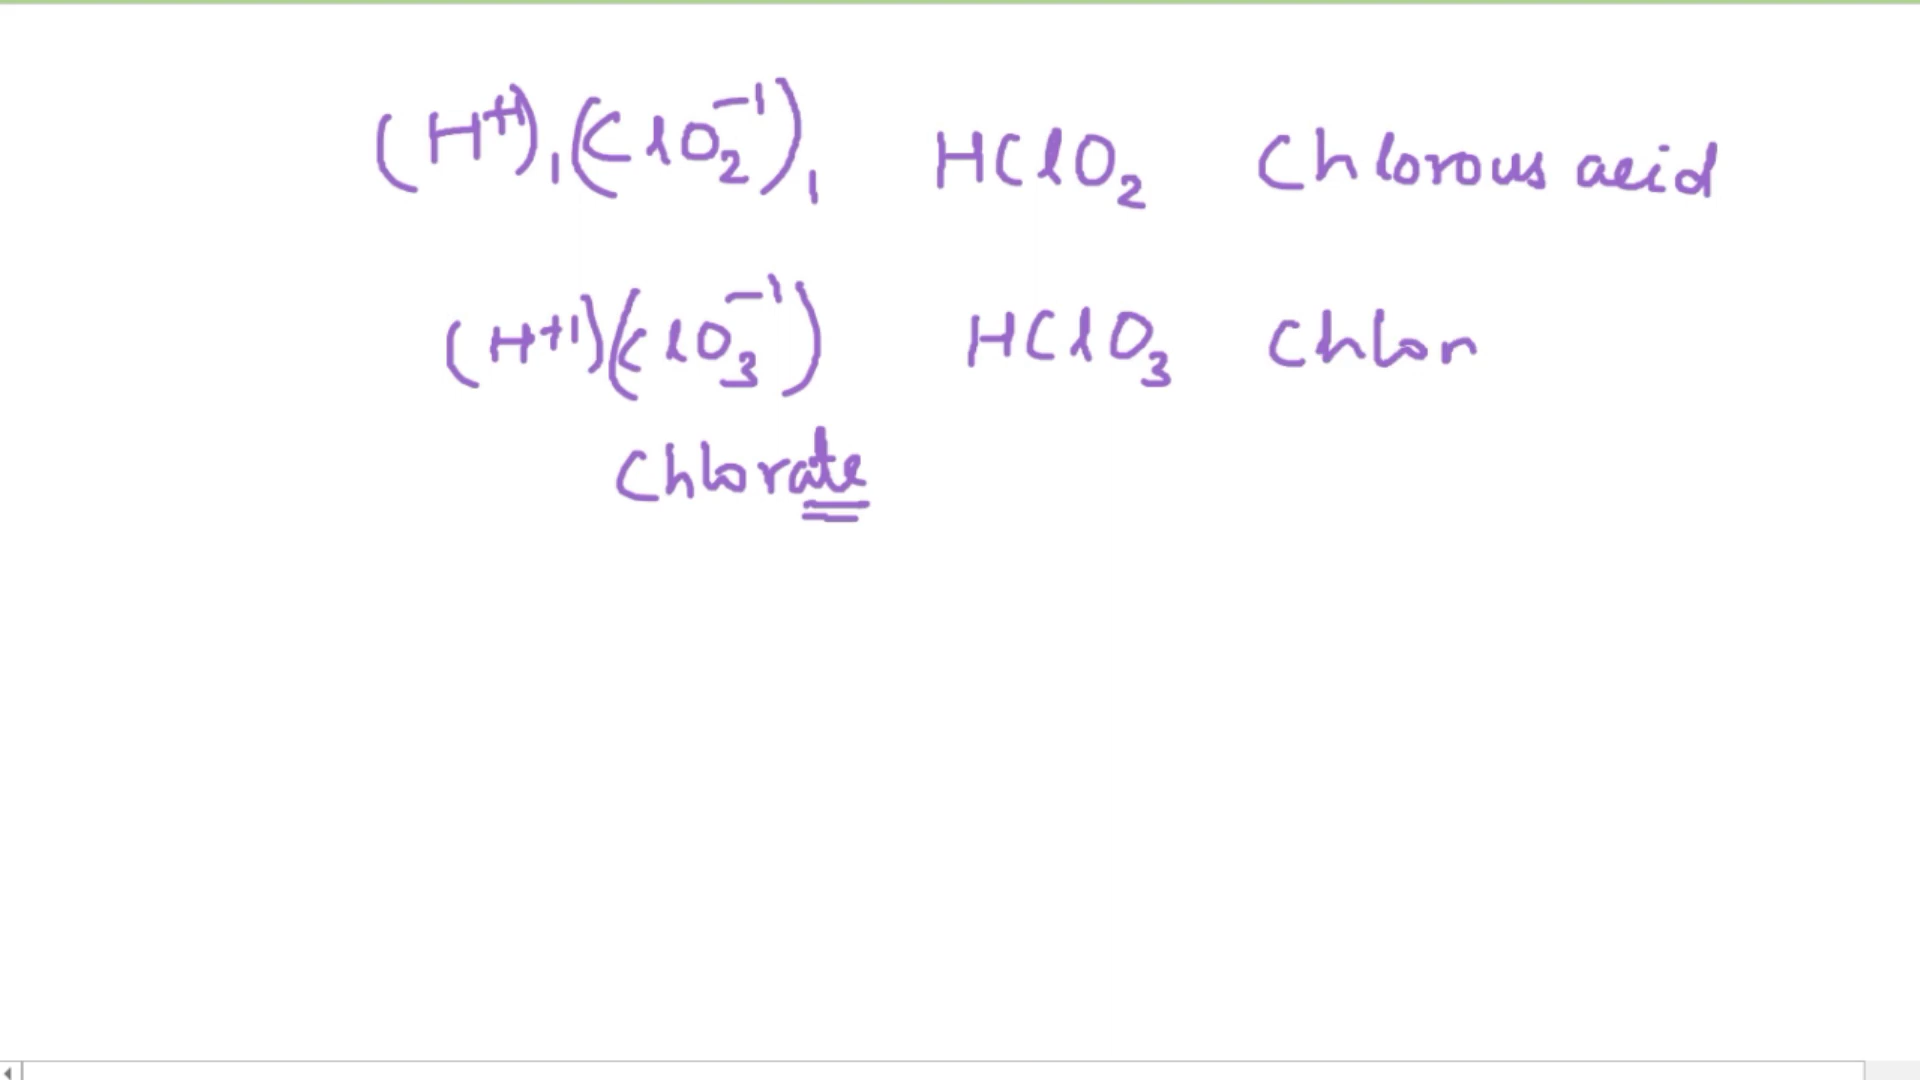 (H⁺¹)₁(ClO₂⁻¹)₁ HClO₂ Chlorous acid
(H⁺¹)(ClO₃⁻¹) HClO₃ Chlor
Chlorate